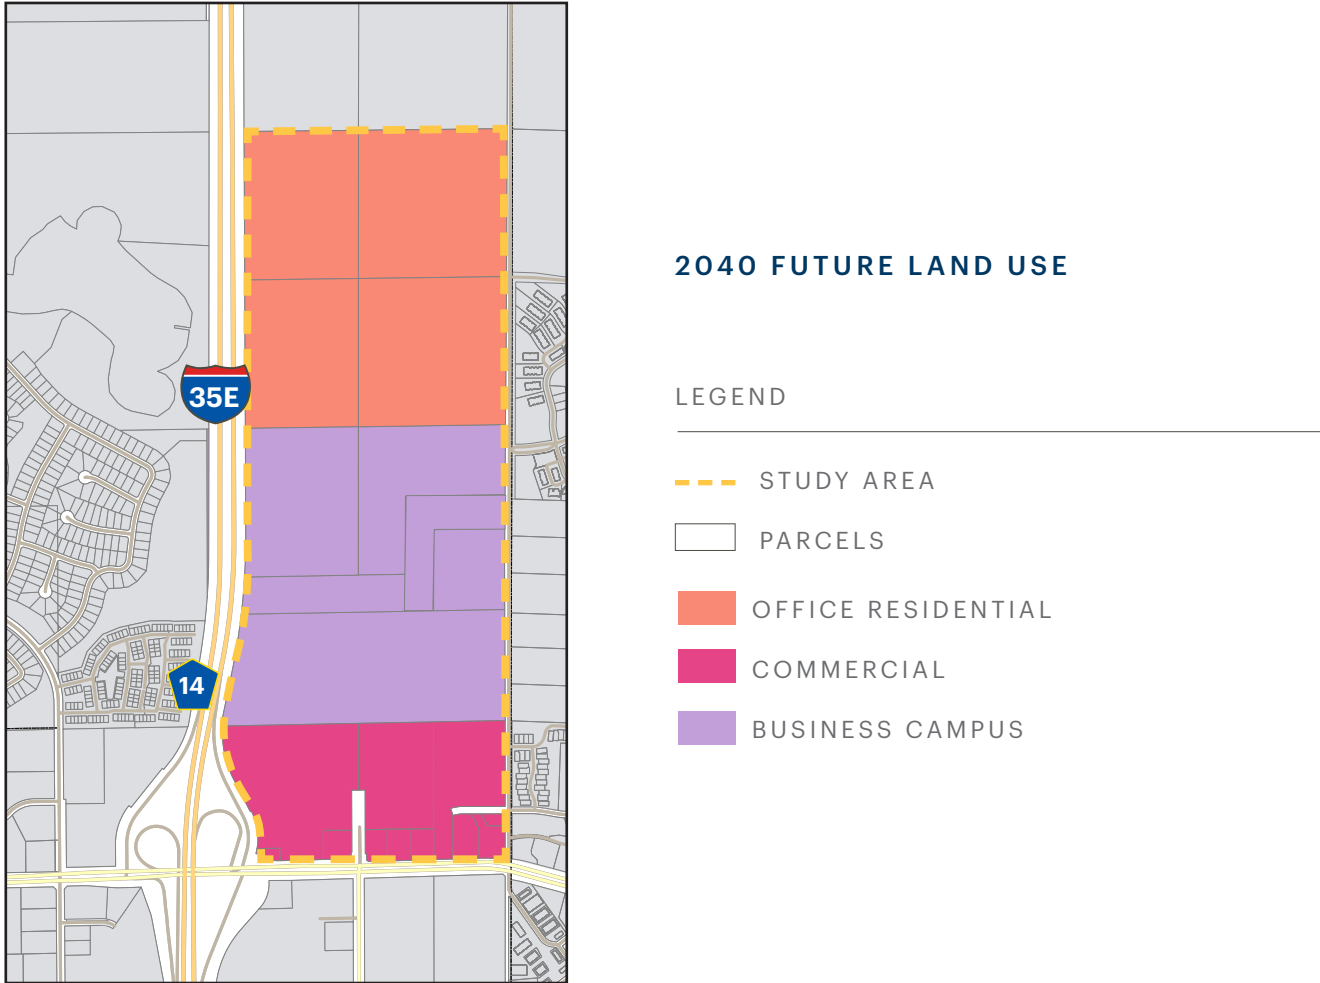 2040 FUTURE LAND USE
35E
LEGEND
STUDY AREA
PARCELS
OFFICE RESIDENTIAL
COMMERCIAL
14
BUSINESS CAMPUS